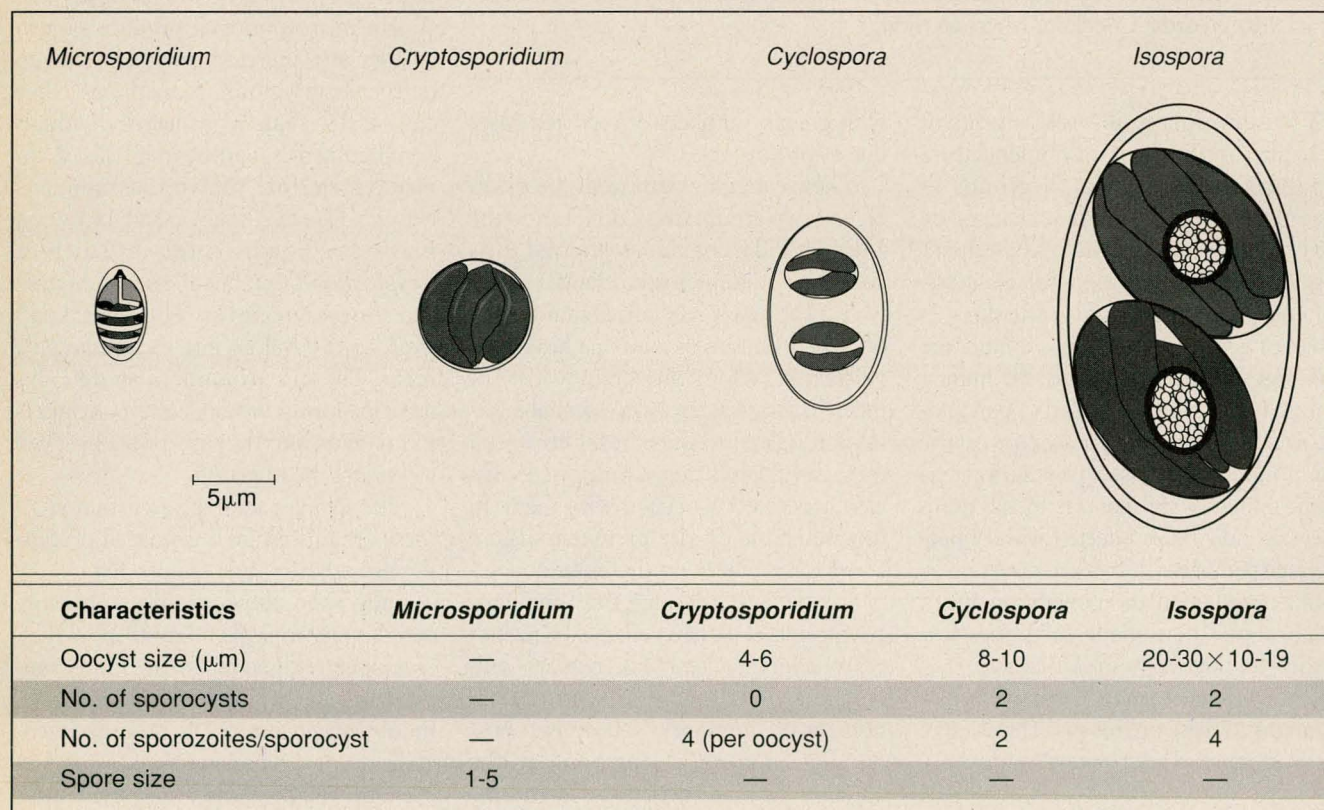 Microsporidium Cryptosporidium Cyclospora Isospora
5μm
Characteristics Microsporidium Cryptosporidium Cyclospora Isospora
Oocyst size (μm) — 4-6 8-10 20-30×10-19
No. of sporocysts — 0 2 2
No. of sporozoites/sporocyst — 4 (per oocyst) 2 4
Spore size 1-5 — — —